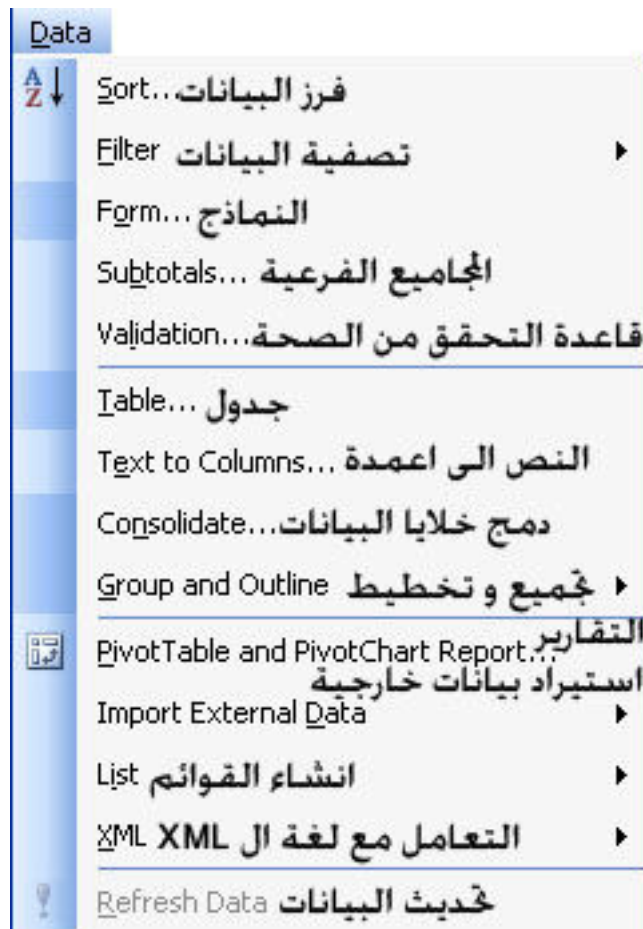 Data
Sort...فرز البيانات
Filter تصفية البيانات
Form... النماذج
Subtotals... المجاميع الفرعية
Validation...قاعدة التحقق من الصحة
Table... جدول
Text to Columns... النص الى اعمدة
Consolidate...دمج خلايا البيانات
Group and Outline تجميع و تخطيط
التقارير
PivotTable and PivotChart Report...
استيراد بيانات خارجية
Import External Data
List انشاء القوائم
XML التعامل مع لغة ال XML
Refresh Data تحديث البيانات